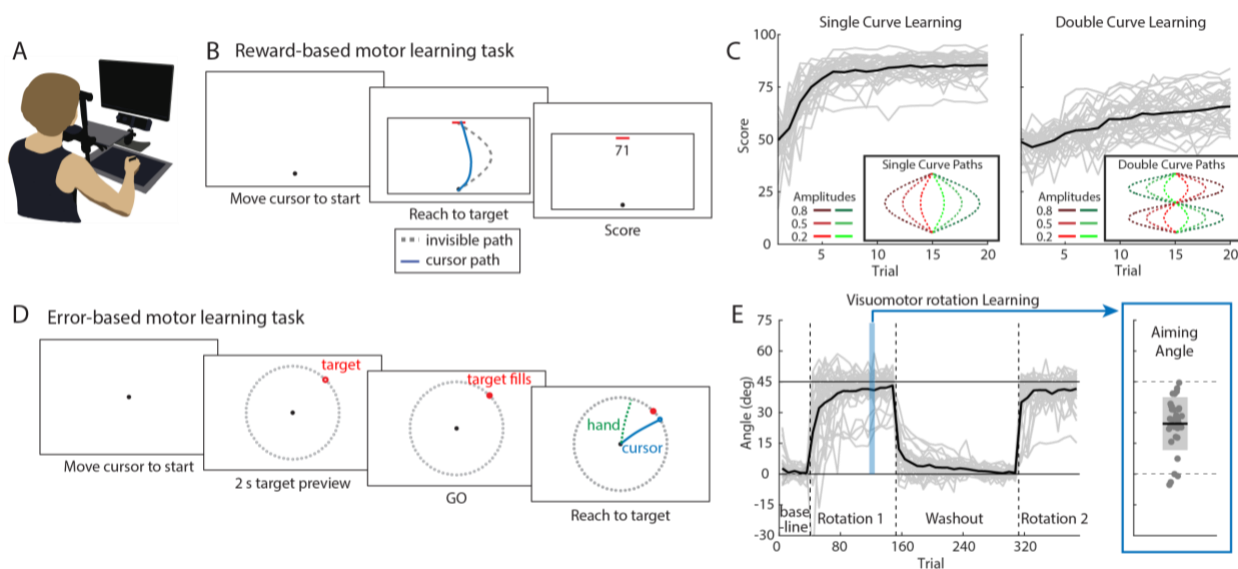 A
B Reward-based motor learning task
Move cursor to start
Reach to target
71
Score
invisible path
cursor path
C
Single Curve Learning
Double Curve Learning
Score
100
75
50
25
0
Single Curve Paths
Amplitudes
0.8
0.5
0.2
5 10 15 20
Trial
Double Curve Paths
Amplitudes
0.8
0.5
0.2
5 10 15 20
Trial
D Error-based motor learning task
Move cursor to start
target
2 s target preview
target fills
GO
hand
cursor
Reach to target
E
Visuomotor rotation Learning
Angle (deg)
75
60
45
30
15
0
-15
-30
base
-line
Rotation 1
Washout
Rotation 2
0 80 160 240 320
Trial
Aiming
Angle